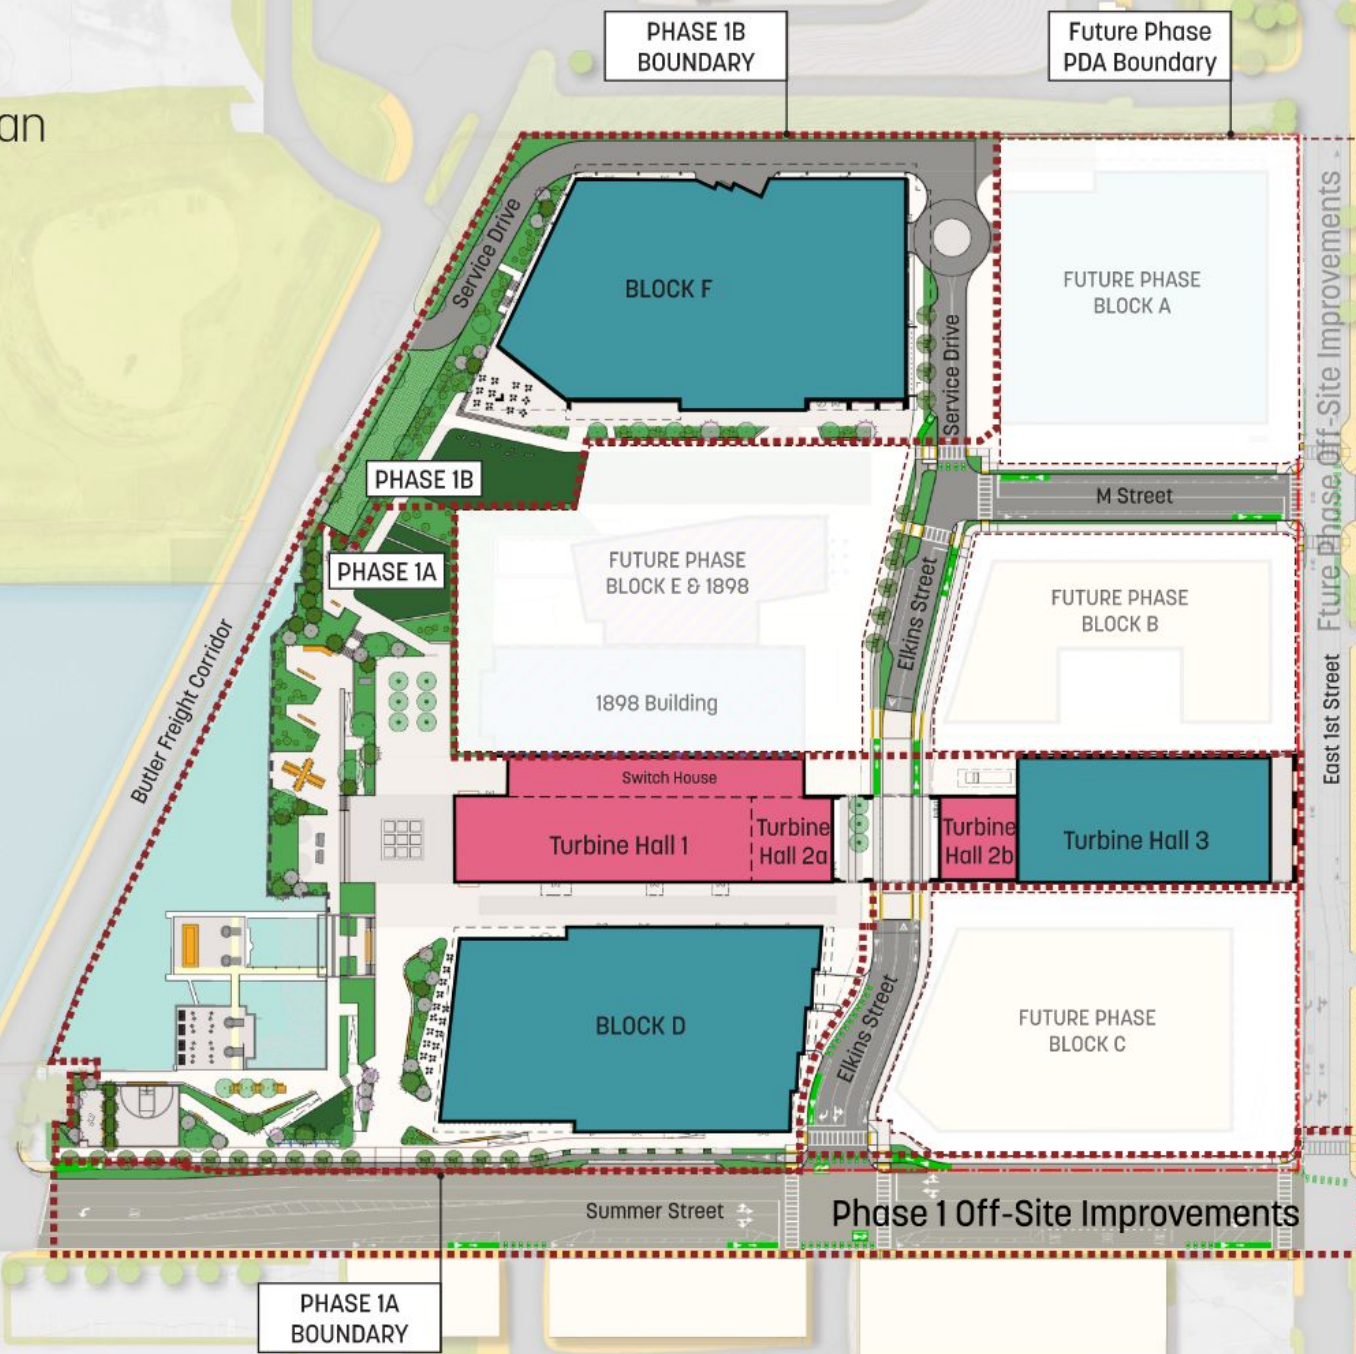 an
PHASE 1B
BOUNDARY
Future Phase
PDA Boundary
Service Drive
BLOCK F
Service Drive
FUTURE PHASE
BLOCK A
Fture Phase Off-Site Improvements
PHASE 1B
M Street
PHASE 1A
FUTURE PHASE
BLOCK E & 1898
Elkins Street
FUTURE PHASE
BLOCK B
Butler Freight Corridor
1898 Building
East 1st Street
Switch House
Turbine Hall 1
Turbine
Hall 2a
Turbine
Hall 2b
Turbine Hall 3
BLOCK D
Elkins Street
FUTURE PHASE
BLOCK C
Summer Street
Phase 1 Off-Site Improvements
PHASE 1A
BOUNDARY